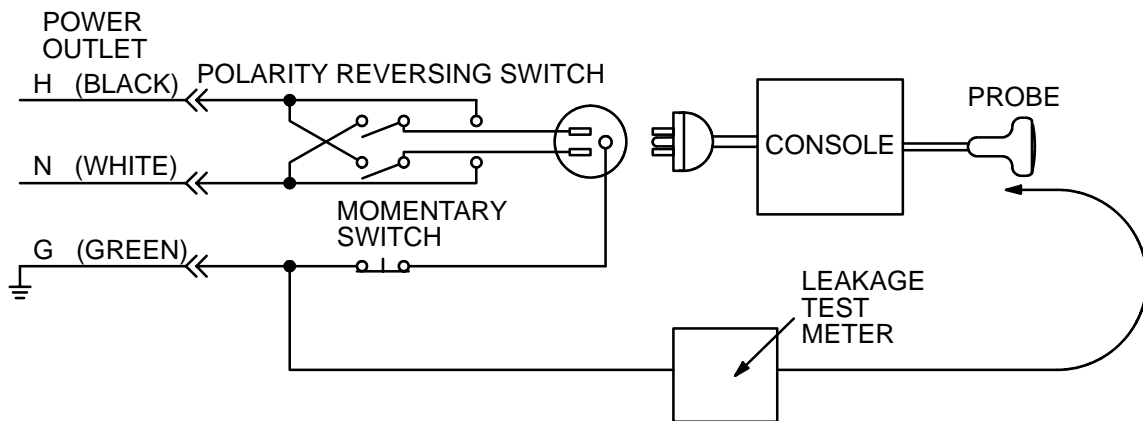 POWER
OUTLET
H (BLACK)
POLARITY REVERSING SWITCH
PROBE
CONSOLE
N (WHITE)
MOMENTARY
SWITCH
G (GREEN)
LEAKAGE
TEST
METER